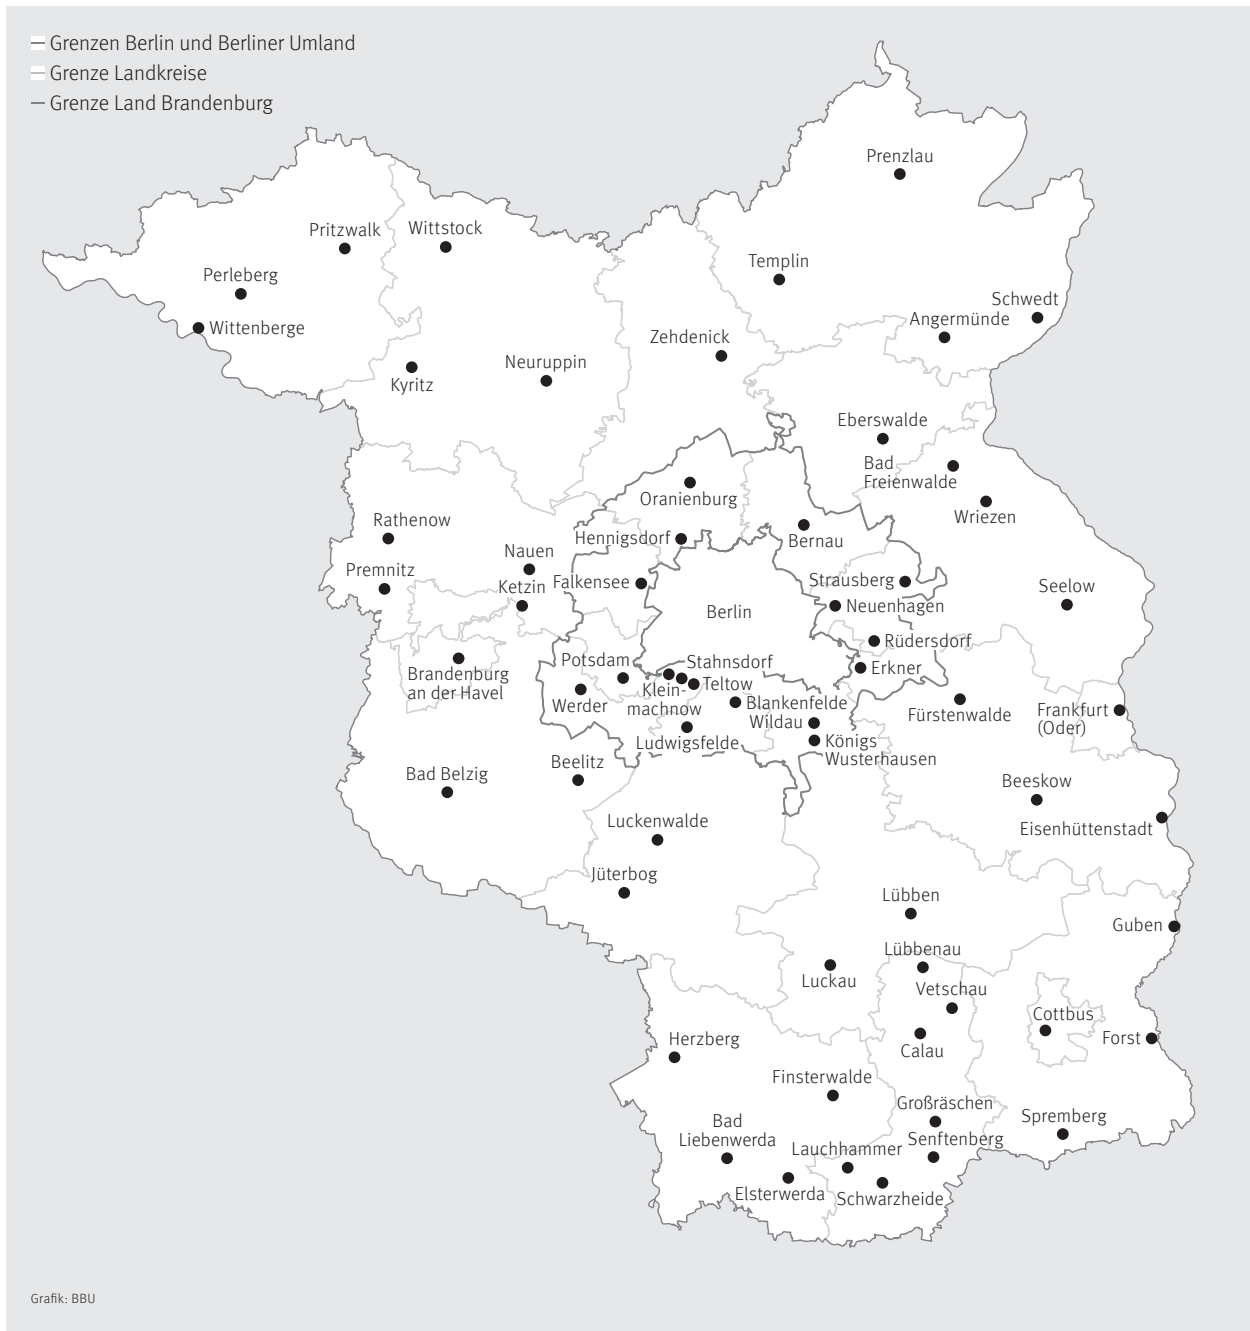 Grenzen Berlin und Berliner Umland
Grenze Landkreise
Grenze Land Brandenburg
Prenzlau
Pritzwalk
Wittstock
Templin
Perleberg
Schwedt
Angermünde
Wittenberge
Zehdenick
Neuruppin
Kyritz
Eberswalde
Bad
Freienwalde
Oranienburg
Wriezen
Rathenow
Hennigsdorf
Bernau
Nauen
Premnitz
Ketzin
Falkensee
Strausberg
Seelow
Neuenhagen
Berlin
Rüdersdorf
Potsdam
Stahnsdorf
Erkner
Brandenburg
an der Havel
Klein-
machnow
Teltow
Werder
Blankenfelde
Wildau
Frankfurt
(Oder)
Fürstenwalde
Ludwigsfelde
Königs
Wusterhausen
Beelitz
Bad Belzig
Beeskow
Luckenwalde
Eisenhüttenstadt
Jüterbog
Lübben
Guben
Lübbenau
Luckau
Vetschau
Cottbus
Herzberg
Forst
Calau
Finsterwalde
Großräschen
Spremberg
Bad
Liebenwerda
Senftenberg
Lauchhammer
Elsterwerda
Schwarzheide
Grafik: BBU